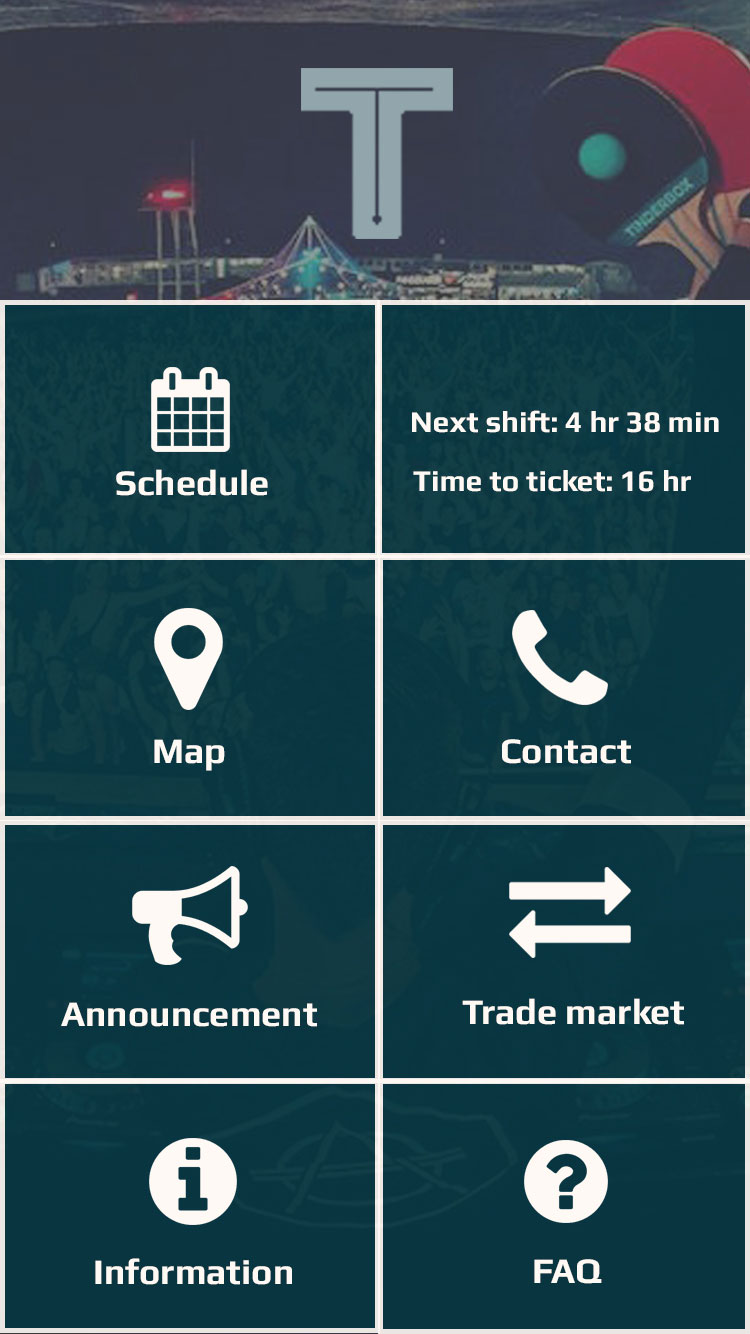 T
TINDERBOX
Schedule
Next shift: 4 hr 38 min
Time to ticket: 16 hr
Map
Contact
Announcement
Trade market
Information
FAQ